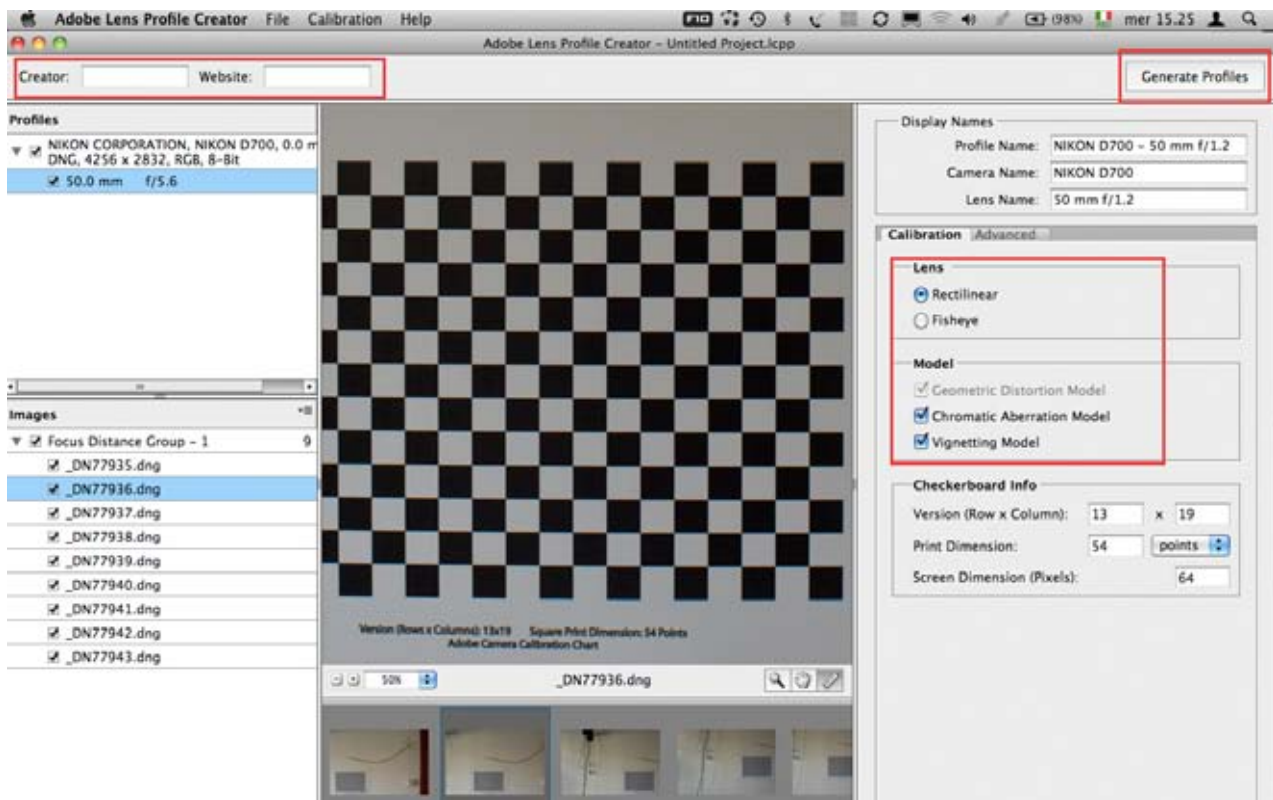 Adobe Lens Profile Creator File Calibration Help (98%) mer 15.25
Adobe Lens Profile Creator - Untitled Project.lcpp
Creator: Website: Generate Profiles
Profiles
NIKON CORPORATION, NIKON D700, 0.0 m
DNG, 4256 x 2832, RGB, 8-Bit
50.0 mm f/5.6
Images
Focus Distance Group - 1 9
_DN77935.dng
_DN77936.dng
_DN77937.dng
_DN77938.dng
_DN77939.dng
_DN77940.dng
_DN77941.dng
_DN77942.dng
_DN77943.dng
Version (Rows x Columns): 13x19 Square Print Dimension: 54 Points
Adobe Camera Calibration Chart
50% _DN77936.dng
Display Names
Profile Name: NIKON D700 - 50 mm f/1.2
Camera Name: NIKON D700
Lens Name: 50 mm f/1.2
Calibration Advanced
Lens
Rectilinear
Fisheye
Model
Geometric Distortion Model
Chromatic Aberration Model
Vignetting Model
Checkerboard Info
Version (Row x Column): 13 x 19
Print Dimension: 54 points
Screen Dimension (Pixels): 64